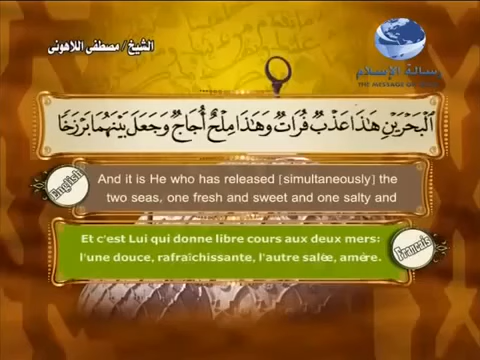 الشيخ / مصطفى اللاهونى
رسالة الإسلام
THE MESSAGE OF ISLAM
ٱلْبَحْرَيْنِ هَٰذَا عَذْبٌ فُرَاتٌ وَهَٰذَا مِلْحٌ أُجَاجٌ وَجَعَلَ بَيْنَهُمَا بَرْزَخًا
English
And it is He who has released [simultaneously] the
two seas, one fresh and sweet and one salty and
Et c'est Lui qui donne libre cours aux deux mers:
l'une douce, rafraîchissante, l'autre salée, amère.
Francais